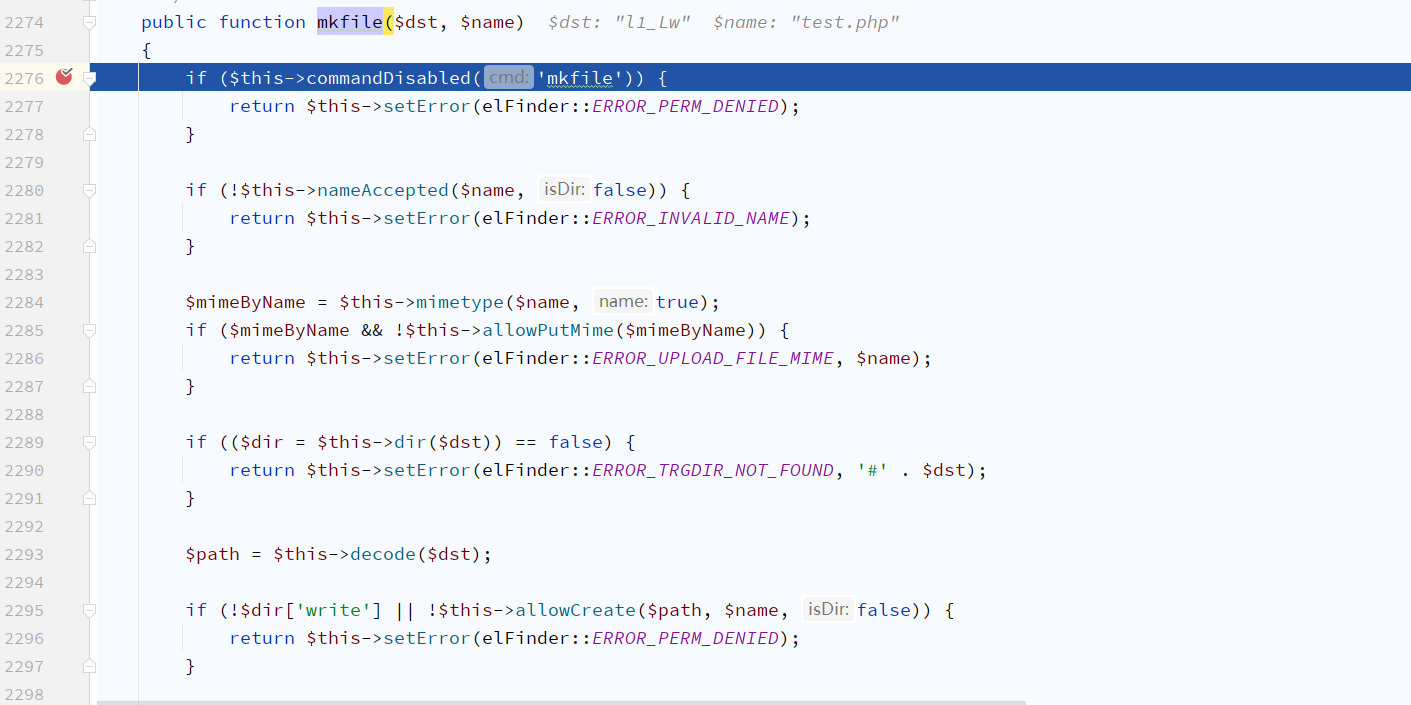 2274 public function mkfile($dst, $name) $dst: "l1_Lw" $name: "test.php"
2275 {
2276 if ($this->commandDisabled( cmd: 'mkfile')) {
2277 return $this->setError(elFinder::ERROR_PERM_DENIED);
2278 }
2279
2280 if (!$this->nameAccepted($name, isDir: false)) {
2281 return $this->setError(elFinder::ERROR_INVALID_NAME);
2282 }
2283
2284 $mimeByName = $this->mimetype($name, name: true);
2285 if ($mimeByName && !$this->allowPutMime($mimeByName)) {
2286 return $this->setError(elFinder::ERROR_UPLOAD_FILE_MIME, $name);
2287 }
2288
2289 if (($dir = $this->dir($dst)) == false) {
2290 return $this->setError(elFinder::ERROR_TRGDIR_NOT_FOUND, '#' . $dst);
2291 }
2292
2293 $path = $this->decode($dst);
2294
2295 if (!$dir['write'] || !$this->allowCreate($path, $name, isDir: false)) {
2296 return $this->setError(elFinder::ERROR_PERM_DENIED);
2297 }
2298